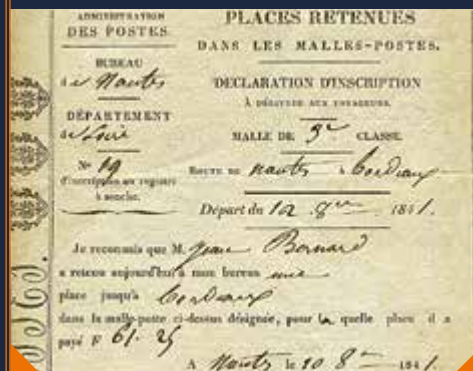 ADMINISTRATION
DES POSTES.
BUREAU
de Nantes
DÉPARTEMENT
de Loire
N° 19
d'inscription au registre
à souche.
PLACES RETENUES
DANS LES MALLES-POSTES.
DÉCLARATION D'INSCRIPTION
À DÉLIVRER AUX VOYAGEURS.
MALLE DE 3e CLASSE.
ROUTE DE Nantes à Bordeaux
Départ du 12 8bre 1841.
Je reconnais que M. Jean Bernard
a retenu aujourd'hui à mon bureau une
place jusqu'à Bordeaux
dans la malle-poste ci-dessus désignée, pour laquelle place il a
payé F 61.25
A Nantes le 10 8bre 1841.